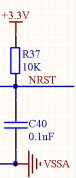 +3.3V
R37
10K
NRST
C40
0.1uF
VSSA